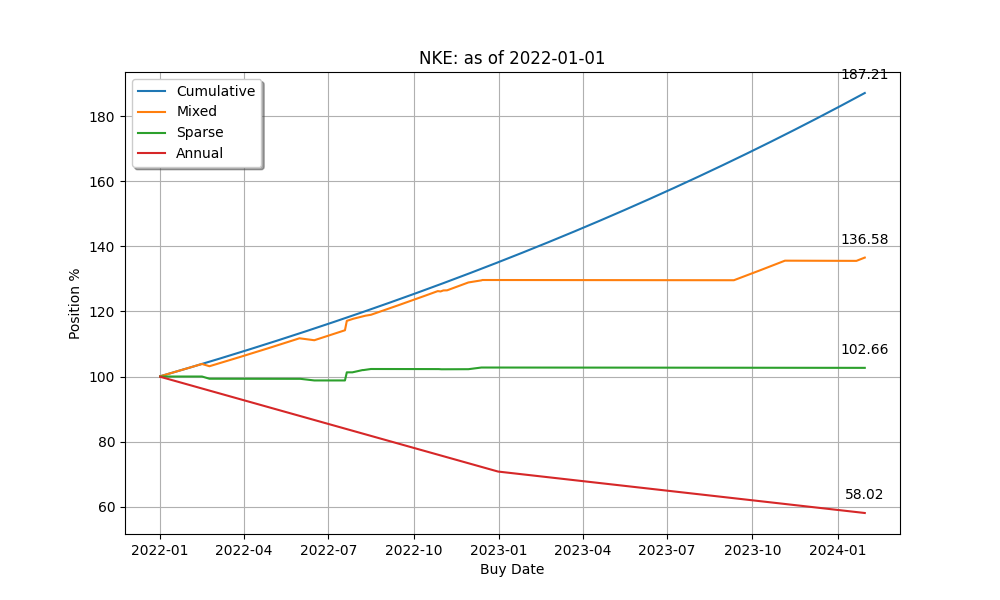 NKE: as of 2022-01-01
187.21
Cumulative
Mixed
Sparse
Annual
136.58
102.66
58.02
180
160
140
120
100
80
60
Position %
2022-01 2022-04 2022-07 2022-10 2023-01 2023-04 2023-07 2023-10 2024-01
Buy Date